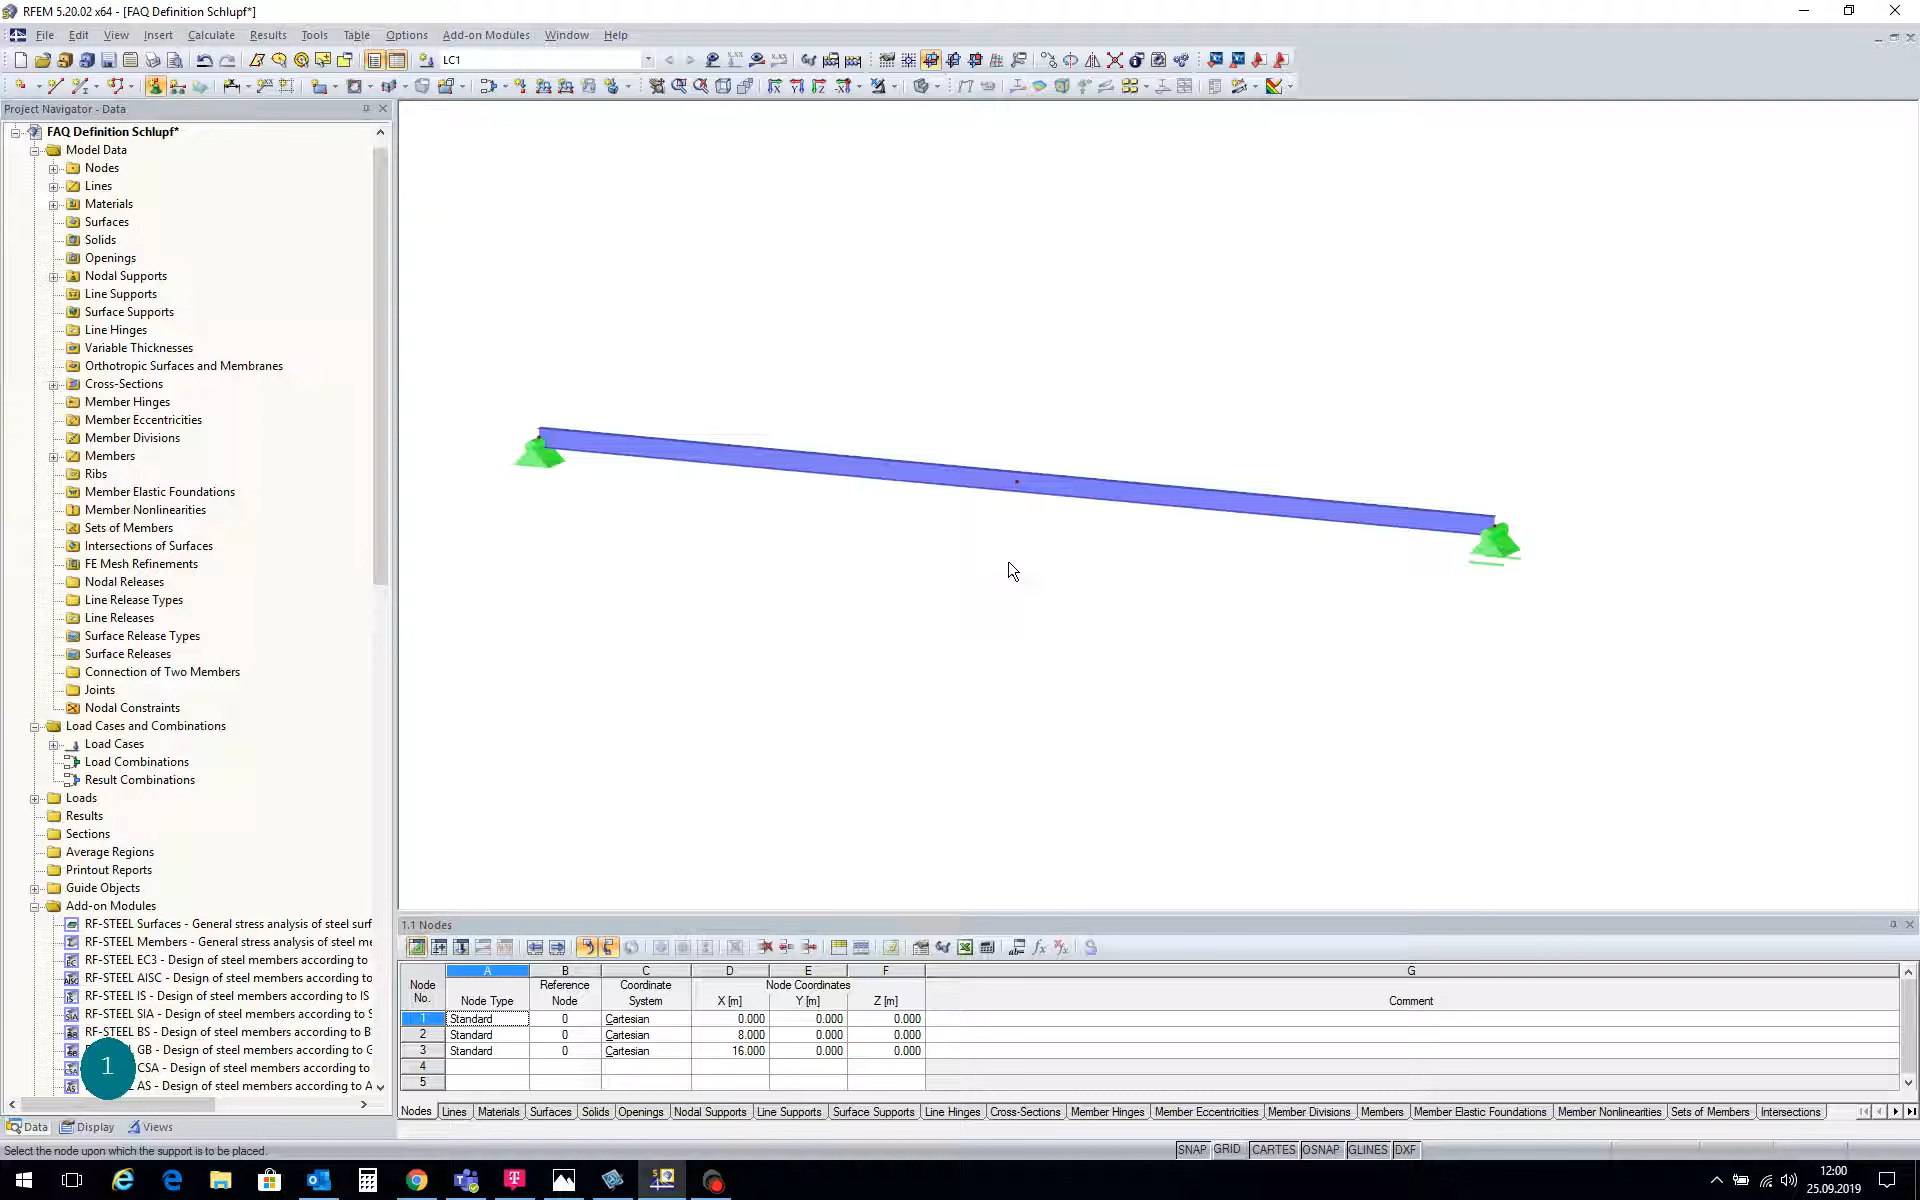 RFEM 5.20.02 x64 - [FAQ Definition Schlupf*]
File Edit View Insert Calculate Results Tools Table Options Add-on Modules Window Help
LC1
Project Navigator - Data
FAQ Definition Schlupf*
Model Data
Nodes
Lines
Materials
Surfaces
Solids
Openings
Nodal Supports
Line Supports
Surface Supports
Line Hinges
Variable Thicknesses
Orthotropic Surfaces and Membranes
Cross-Sections
Member Hinges
Member Eccentricities
Member Divisions
Members
Ribs
Member Elastic Foundations
Member Nonlinearities
Sets of Members
Intersections of Surfaces
FE Mesh Refinements
Nodal Releases
Line Release Types
Line Releases
Surface Release Types
Surface Releases
Connection of Two Members
Joints
Nodal Constraints
Load Cases and Combinations
Load Cases
Load Combinations
Result Combinations
Loads
Results
Sections
Average Regions
Printout Reports
Guide Objects
Add-on Modules
RF-STEEL Surfaces - General stress analysis of steel surf
RF-STEEL Members - General stress analysis of steel me
RF-STEEL EC3 - Design of steel members according to
RF-STEEL AISC - Design of steel members according to
RF-STEEL IS - Design of steel members according to IS
RF-STEEL SIA - Design of steel members according to S
RF-STEEL BS - Design of steel members according to B
GB - Design of steel members according to G
CSA - Design of steel members according to
AS - Design of steel members according to A
1
Data Display Views
1.1 Nodes
A B C D E F G
Node Reference Coordinate Node Coordinates
No. Node Type Node System X [m] Y [m] Z [m] Comment
1 Standard 0 Cartesian 0.000 0.000 0.000
2 Standard 0 Cartesian 8.000 0.000 0.000
3 Standard 0 Cartesian 16.000 0.000 0.000
4
5
Nodes Lines Materials Surfaces Solids Openings Nodal Supports Line Supports Surface Supports Line Hinges Cross-Sections Member Hinges Member Eccentricities Member Divisions Members Member Elastic Foundations Member Nonlinearities Sets of Members Intersections
Select the node upon which the support is to be placed.
SNAP GRID CARTES OSNAP GLINES DXF
12:00
25.09.2019